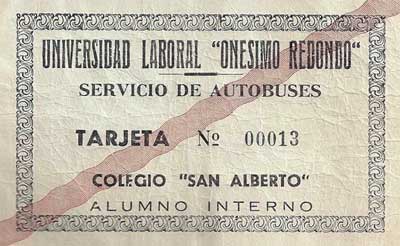 UNIVERSIDAD LABORAL "ONESIMO REDONDO"
SERVICIO DE AUTOBUSES
TARJETA Nº 00013
COLEGIO "SAN ALBERTO"
ALUMNO INTERNO